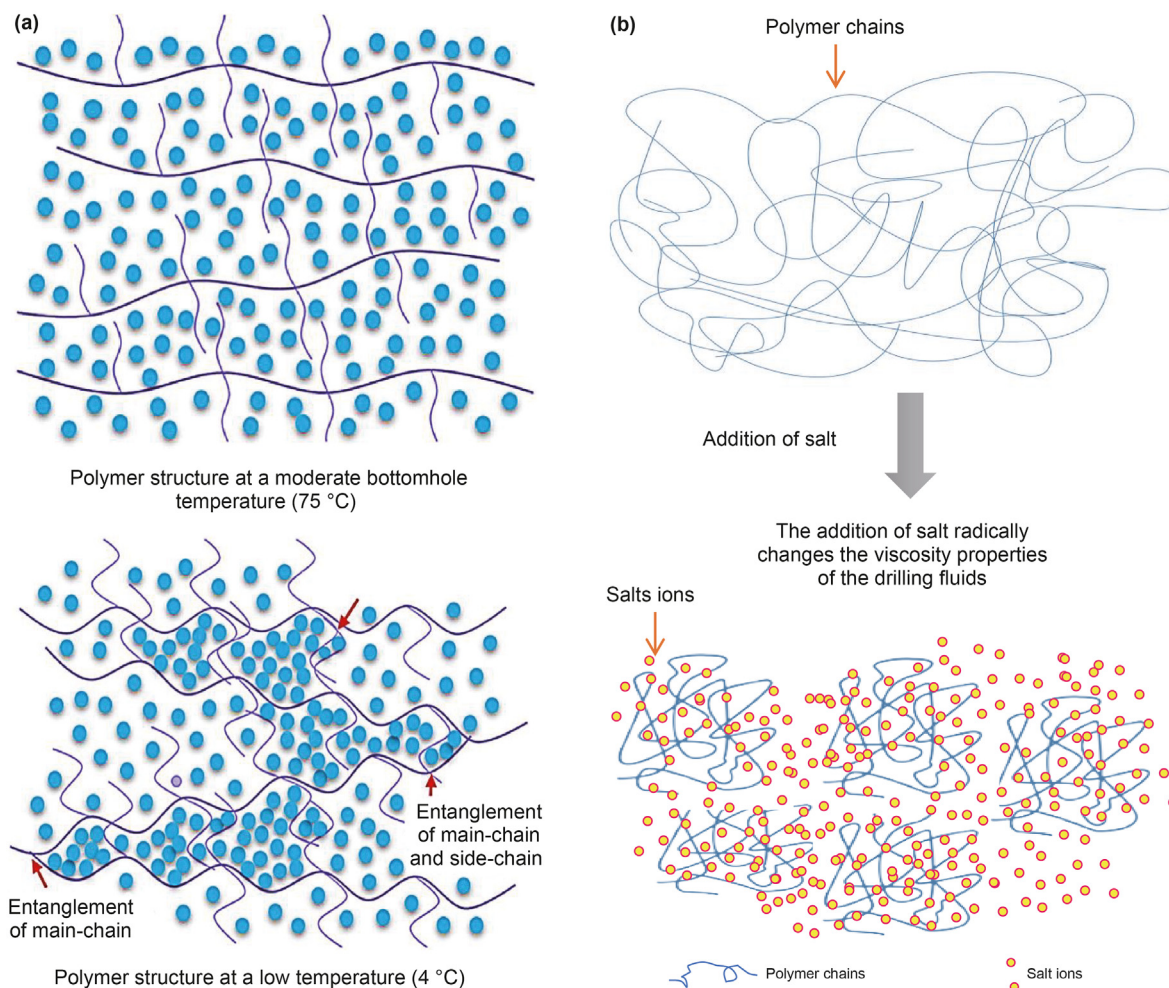 (a)
Polymer structure at a moderate bottomhole
temperature (75 °C)
Entanglement
of main-chain
and side-chain
Entanglement
of main-chain
Polymer structure at a low temperature (4 °C)
(b)
Polymer chains
Addition of salt
The addition of salt radically
changes the viscosity properties
of the drilling fluids
Salts ions
Polymer chains
Salt ions